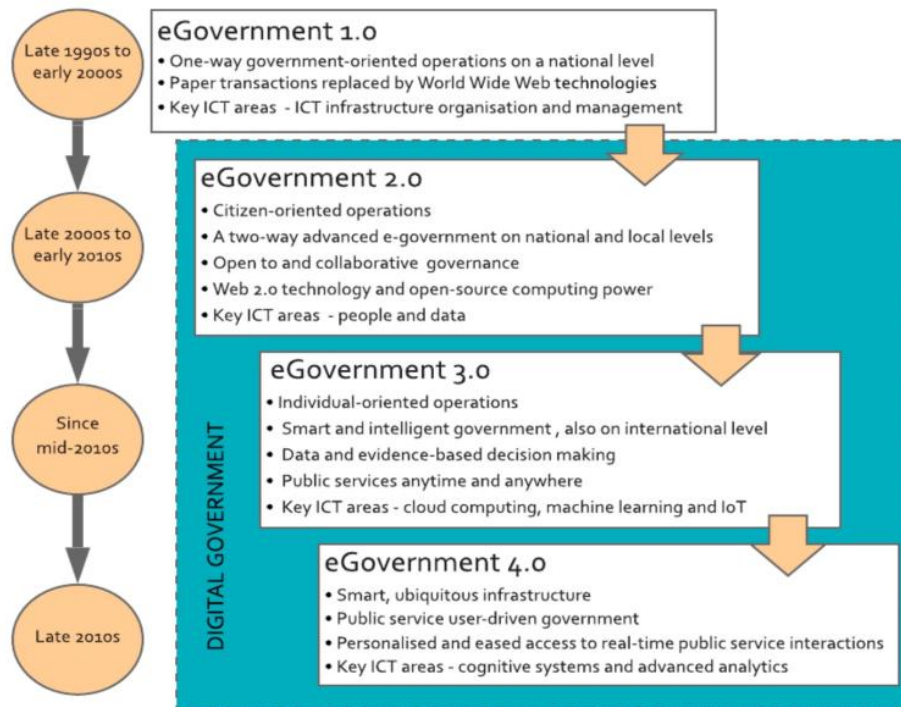 Late 1990s to
early 2000s
eGovernment 1.0
• One-way government-oriented operations on a national level
• Paper transactions replaced by World Wide Web technologies
• Key ICT areas - ICT infrastructure organisation and management
Late 2000s to
early 2010s
eGovernment 2.0
• Citizen-oriented operations
• A two-way advanced e-government on national and local levels
• Open to and collaborative governance
• Web 2.0 technology and open-source computing power
• Key ICT areas - people and data
Since
mid-2010s
eGovernment 3.0
• Individual-oriented operations
• Smart and intelligent government , also on international level
• Data and evidence-based decision making
• Public services anytime and anywhere
• Key ICT areas - cloud computing, machine learning and IoT
Late 2010s
eGovernment 4.0
• Smart, ubiquitous infrastructure
• Public service user-driven government
• Personalised and eased access to real-time public service interactions
• Key ICT areas - cognitive systems and advanced analytics
DIGITAL GOVERNMENT